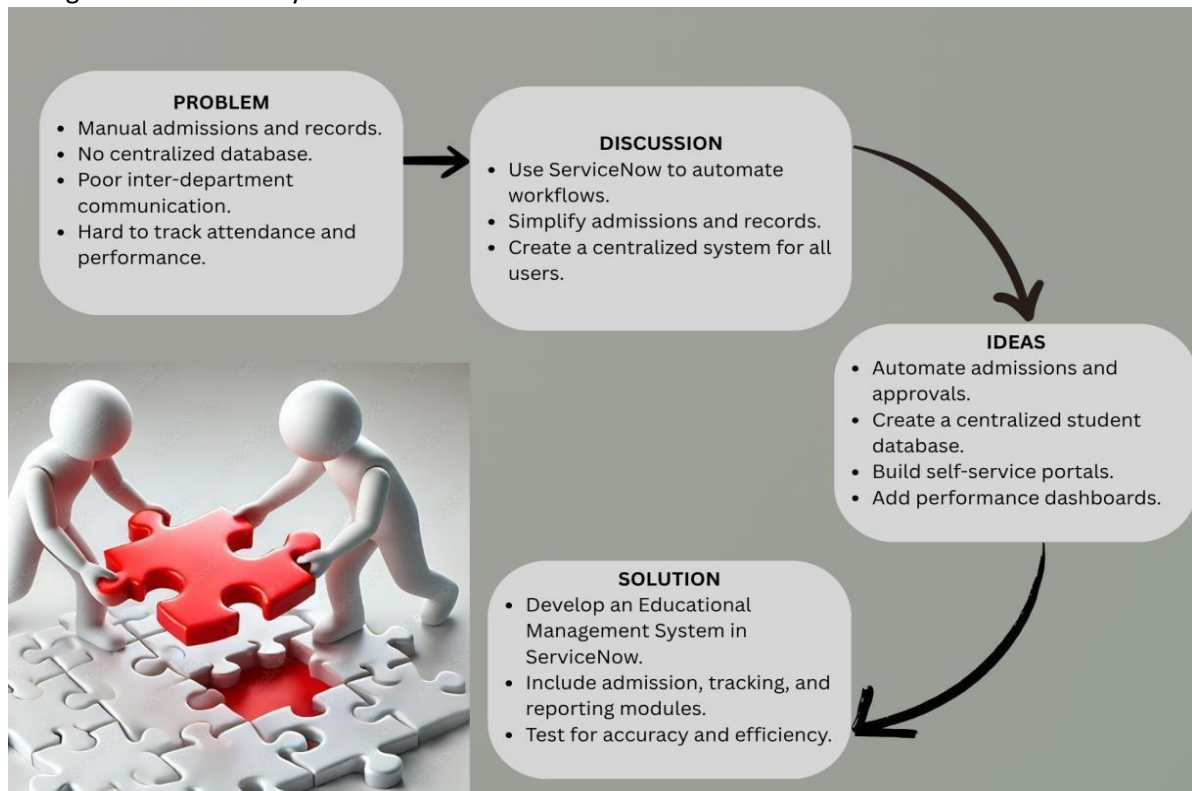 PROBLEM
• Manual admissions and records.
• No centralized database.
• Poor inter-department
communication.
• Hard to track attendance and
performance.
DISCUSSION
• Use ServiceNow to automate
workflows.
• Simplify admissions and records.
• Create a centralized system for all
users.
IDEAS
• Automate admissions and
approvals.
• Create a centralized student
database.
• Build self-service portals.
• Add performance dashboards.
SOLUTION
• Develop an Educational
Management System in
ServiceNow.
• Include admission, tracking, and
reporting modules.
• Test for accuracy and efficiency.